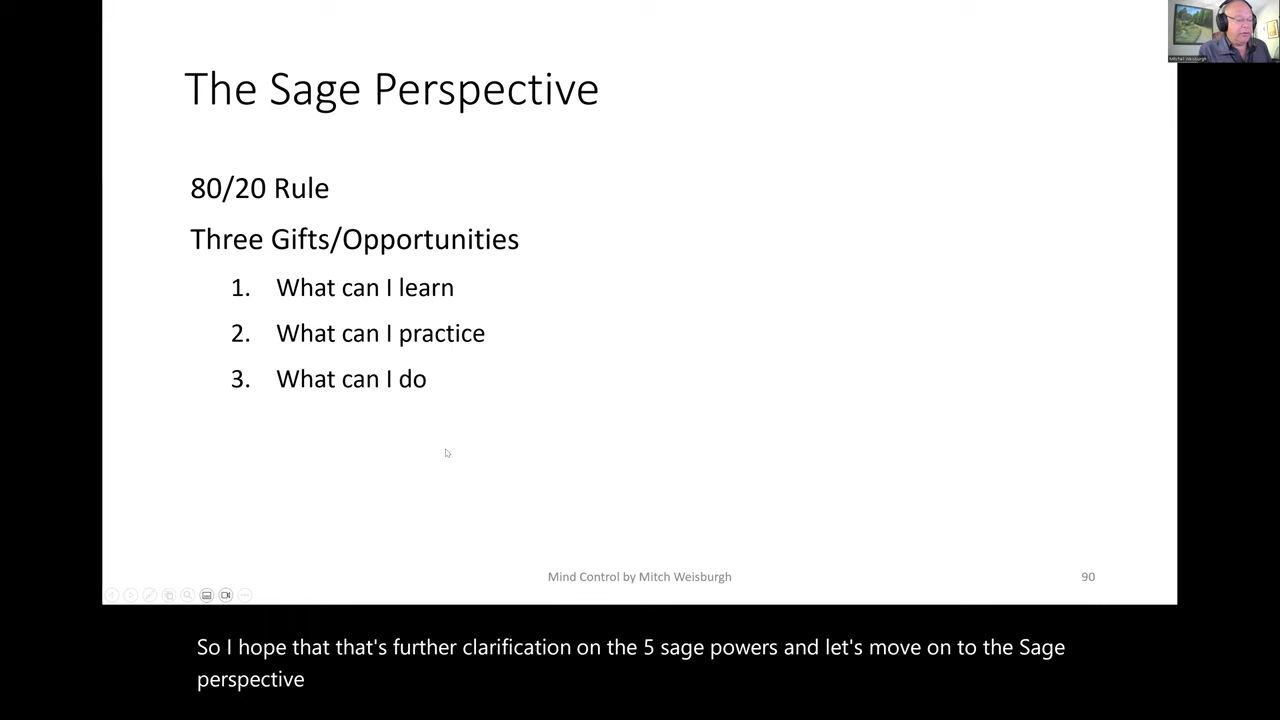 The Sage Perspective
80/20 Rule
Three Gifts/Opportunities
1. What can I learn
2. What can I practice
3. What can I do
Mind Control by Mitch Weisburgh
90
Mitchell Weisburgh
So I hope that that's further clarification on the 5 sage powers and let's move on to the Sage
perspective